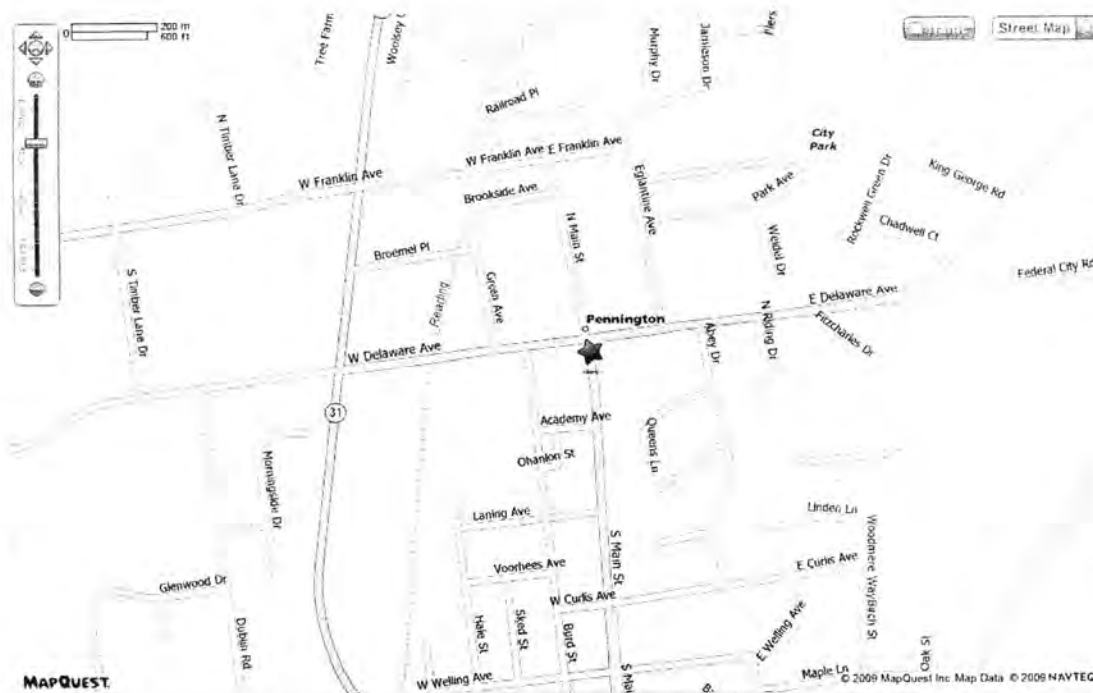 0
200 m
600 ft
Street Map
Tree Farm
Woolsey
Murphy Dr
Jamieson Dr
Railroad Pl
N Timber Lane Dr
City
Park
W Franklin Ave
W Franklin Ave
E Franklin Ave
Eglantine Ave
Park Ave
Rockwell Green Dr
King George Rd
Brookside Ave
N Main St
Chadwell Ct
Weidel Dr
Broemel Pl
Federal City Rd
S Timber Lane Dr
Reading
Green Ave
E Delaware Ave
N Riding Dr
Pennington
Abey Dr
Fitzcharles Dr
W Delaware Ave
31
Academy Ave
Queens Ln
Ohanlon St
Morningside Dr
Laning Ave
Linden Ln
S Main St
Woodmere Way
Bach St
Voorhees Ave
E Curlis Ave
Glenwood Dr
W Curlis Ave
Hale St
Sked St
Burd St
Dublin Rd
E Welling Ave
Oak St
W Welling Ave
S Mai
Maple Ln
MAPQUEST
© 2009 MapQuest Inc. Map Data © 2009 NAVTEQ